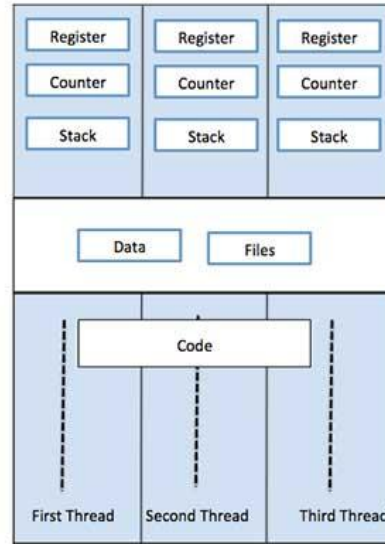 Register Register Register
Counter Counter Counter
Stack Stack Stack
Data Files
Code
First Thread Second Thread Third Thread